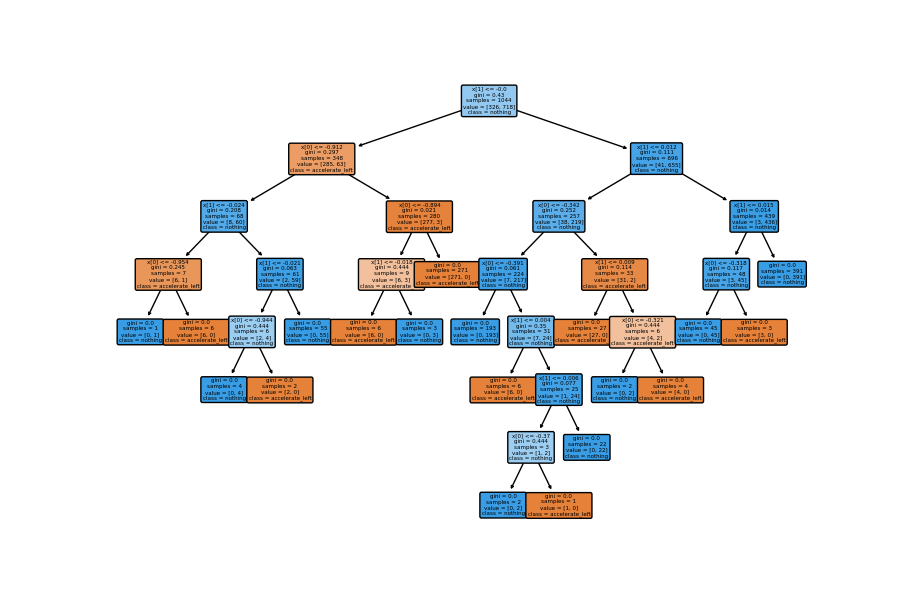 x[1] <= -0.0
gini = 0.43
samples = 1044
value = [326, 718]
class = nothing
x[0] <= -0.912
gini = 0.297
samples = 348
value = [285, 63]
class = accelerate_left
x[1] <= 0.012
gini = 0.111
samples = 696
value = [41, 655]
class = nothing
x[1] <= -0.024
gini = 0.208
samples = 68
value = [8, 60]
class = nothing
x[0] <= -0.894
gini = 0.021
samples = 280
value = [277, 3]
class = accelerate_left
x[0] <= -0.342
gini = 0.252
samples = 257
value = [38, 219]
class = nothing
x[1] <= 0.015
gini = 0.014
samples = 439
value = [3, 436]
class = nothing
x[0] <= -0.954
gini = 0.245
samples = 7
value = [6, 1]
class = accelerate_left
x[1] <= -0.021
gini = 0.063
samples = 61
value = [2, 59]
class = nothing
x[1] <= -0.018
gini = 0.444
samples = 9
value = [6, 3]
class = accelerate
gini = 0.0
samples = 271
value = [271, 0]
class = accelerate_left
x[0] <= -0.391
gini = 0.061
samples = 224
value = [7, 217]
class = nothing
x[1] <= 0.009
gini = 0.114
samples = 33
value = [31, 2]
class = accelerate_left
x[0] <= -0.318
gini = 0.117
samples = 48
value = [3, 45]
class = nothing
gini = 0.0
samples = 391
value = [0, 391]
class = nothing
gini = 0.0
samples = 1
value = [0, 1]
class = nothing
gini = 0.0
samples = 6
value = [6, 0]
class = accelerate_left
x[0] <= -0.944
gini = 0.444
samples = 6
value = [2, 4]
class = nothing
gini = 0.0
samples = 55
value = [0, 55]
class = nothing
gini = 0.0
samples = 6
value = [6, 0]
class = accelerate_left
gini = 0.0
samples = 3
value = [0, 3]
class = nothing
gini = 0.0
samples = 193
value = [0, 193]
class = nothing
x[1] <= 0.004
gini = 0.35
samples = 31
value = [7, 24]
class = nothing
gini = 0.0
samples = 27
value = [27, 0]
class = accelerate_left
x[0] <= -0.321
gini = 0.444
samples = 6
value = [4, 2]
class = accelerate_left
gini = 0.0
samples = 45
value = [0, 45]
class = nothing
gini = 0.0
samples = 3
value = [3, 0]
class = accelerate_left
gini = 0.0
samples = 4
value = [0, 4]
class = nothing
gini = 0.0
samples = 2
value = [2, 0]
class = accelerate_left
gini = 0.0
samples = 6
value = [6, 0]
class = accelerate_left
x[1] <= 0.006
gini = 0.077
samples = 25
value = [1, 24]
class = nothing
gini = 0.0
samples = 2
value = [0, 2]
class = nothing
gini = 0.0
samples = 4
value = [4, 0]
class = accelerate_left
x[0] <= -0.37
gini = 0.444
samples = 3
value = [1, 2]
class = nothing
gini = 0.0
samples = 22
value = [0, 22]
class = nothing
gini = 0.0
samples = 2
value = [0, 2]
class = nothing
gini = 0.0
samples = 1
value = [1, 0]
class = accelerate_left